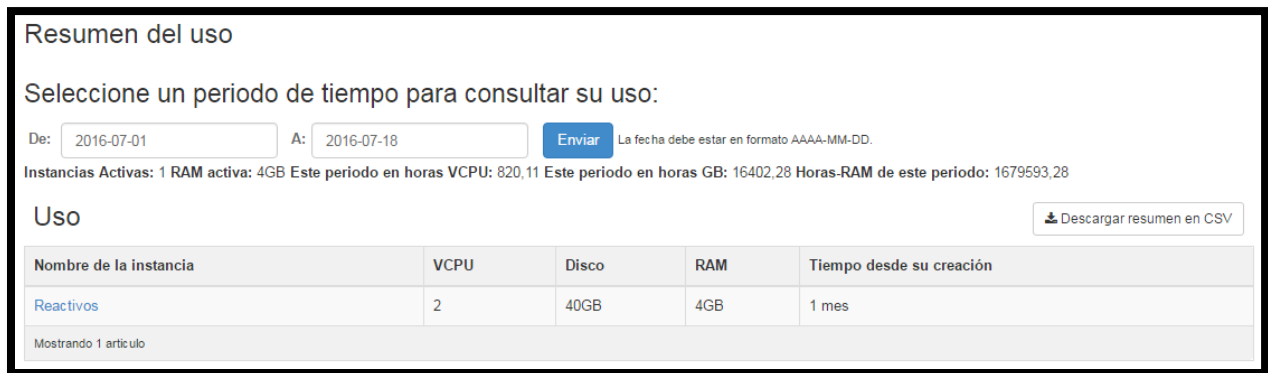 Resumen del uso
Seleccione un periodo de tiempo para consultar su uso:
De: 2016-07-01 A: 2016-07-18 Enviar La fecha debe estar en formato AAAA-MM-DD.
Instancias Activas: 1 RAM activa: 4GB Este periodo en horas VCPU: 820,11 Este periodo en horas GB: 16402,28 Horas-RAM de este periodo: 1679593,28
Uso Descargar resumen en CSV
Nombre de la instancia VCPU Disco RAM Tiempo desde su creación
Reactivos 2 40GB 4GB 1 mes
Mostrando 1 articulo